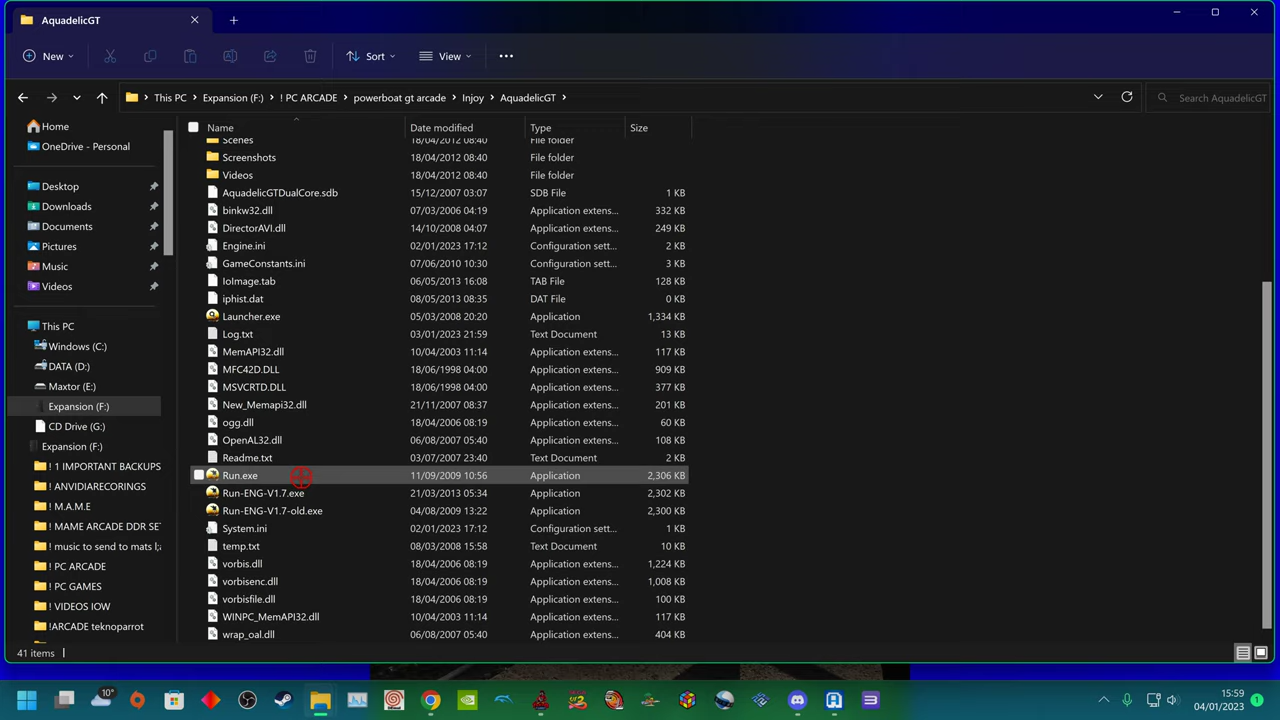 AquadelicGT
New
Sort
View
This PC
Expansion (F:)
! PC ARCADE
powerboat gt arcade
Injoy
AquadelicGT
Search AquadelicGT
Home
OneDrive - Personal
Desktop
Downloads
Documents
Pictures
Music
Videos
This PC
Windows (C:)
DATA (D:)
Maxtor (E:)
Expansion (F:)
CD Drive (G:)
Expansion (F:)
! 1 IMPORTANT BACKUPS
! ANVIDIARECORINGS
! M.A.M.E
! MAME ARCADE DDR SE
! music to send to mats l;
! PC ARCADE
! PC GAMES
! VIDEOS IOW
!ARCADE teknoparrot
Name Date modified Type Size
Scenes 18/04/2012 08:40 File folder
Screenshots 18/04/2012 08:40 File folder
Videos 18/04/2012 08:40 File folder
AquadelicGTDualCore.sdb 15/12/2007 03:07 SDB File 1 KB
binkw32.dll 07/03/2006 04:19 Application extens... 332 KB
DirectorAVI.dll 14/10/2008 04:07 Application extens... 249 KB
Engine.ini 02/01/2023 17:12 Configuration sett... 2 KB
GameConstants.ini 07/06/2010 10:30 Configuration sett... 3 KB
IoImage.tab 06/05/2013 16:08 TAB File 128 KB
iphist.dat 08/05/2013 08:35 DAT File 0 KB
Launcher.exe 05/03/2008 20:20 Application 1,334 KB
Log.txt 03/01/2023 21:59 Text Document 13 KB
MemAPI32.dll 10/04/2003 11:14 Application extens... 117 KB
MFC42D.DLL 18/06/1998 04:00 Application extens... 909 KB
MSVCRTD.DLL 18/06/1998 04:00 Application extens... 377 KB
New_Memapi32.dll 21/11/2007 08:37 Application extens... 201 KB
ogg.dll 18/04/2006 08:19 Application extens... 60 KB
OpenAL32.dll 06/08/2007 05:40 Application extens... 108 KB
Readme.txt 03/07/2007 23:40 Text Document 2 KB
Run.exe 11/09/2009 10:56 Application 2,306 KB
Run-ENG-V1.7.exe 21/03/2013 05:34 Application 2,302 KB
Run-ENG-V1.7-old.exe 04/08/2009 13:22 Application 2,300 KB
System.ini 02/01/2023 17:12 Configuration sett... 1 KB
temp.txt 08/03/2008 15:58 Text Document 10 KB
vorbis.dll 18/04/2006 08:19 Application extens... 1,224 KB
vorbisenc.dll 18/04/2006 08:19 Application extens... 1,008 KB
vorbisfile.dll 18/04/2006 08:19 Application extens... 100 KB
WINPC_MemAPI32.dll 10/04/2003 11:14 Application extens... 117 KB
wrap_oal.dll 06/08/2007 05:40 Application extens... 404 KB
41 items
10°
15:59
04/01/2023
1